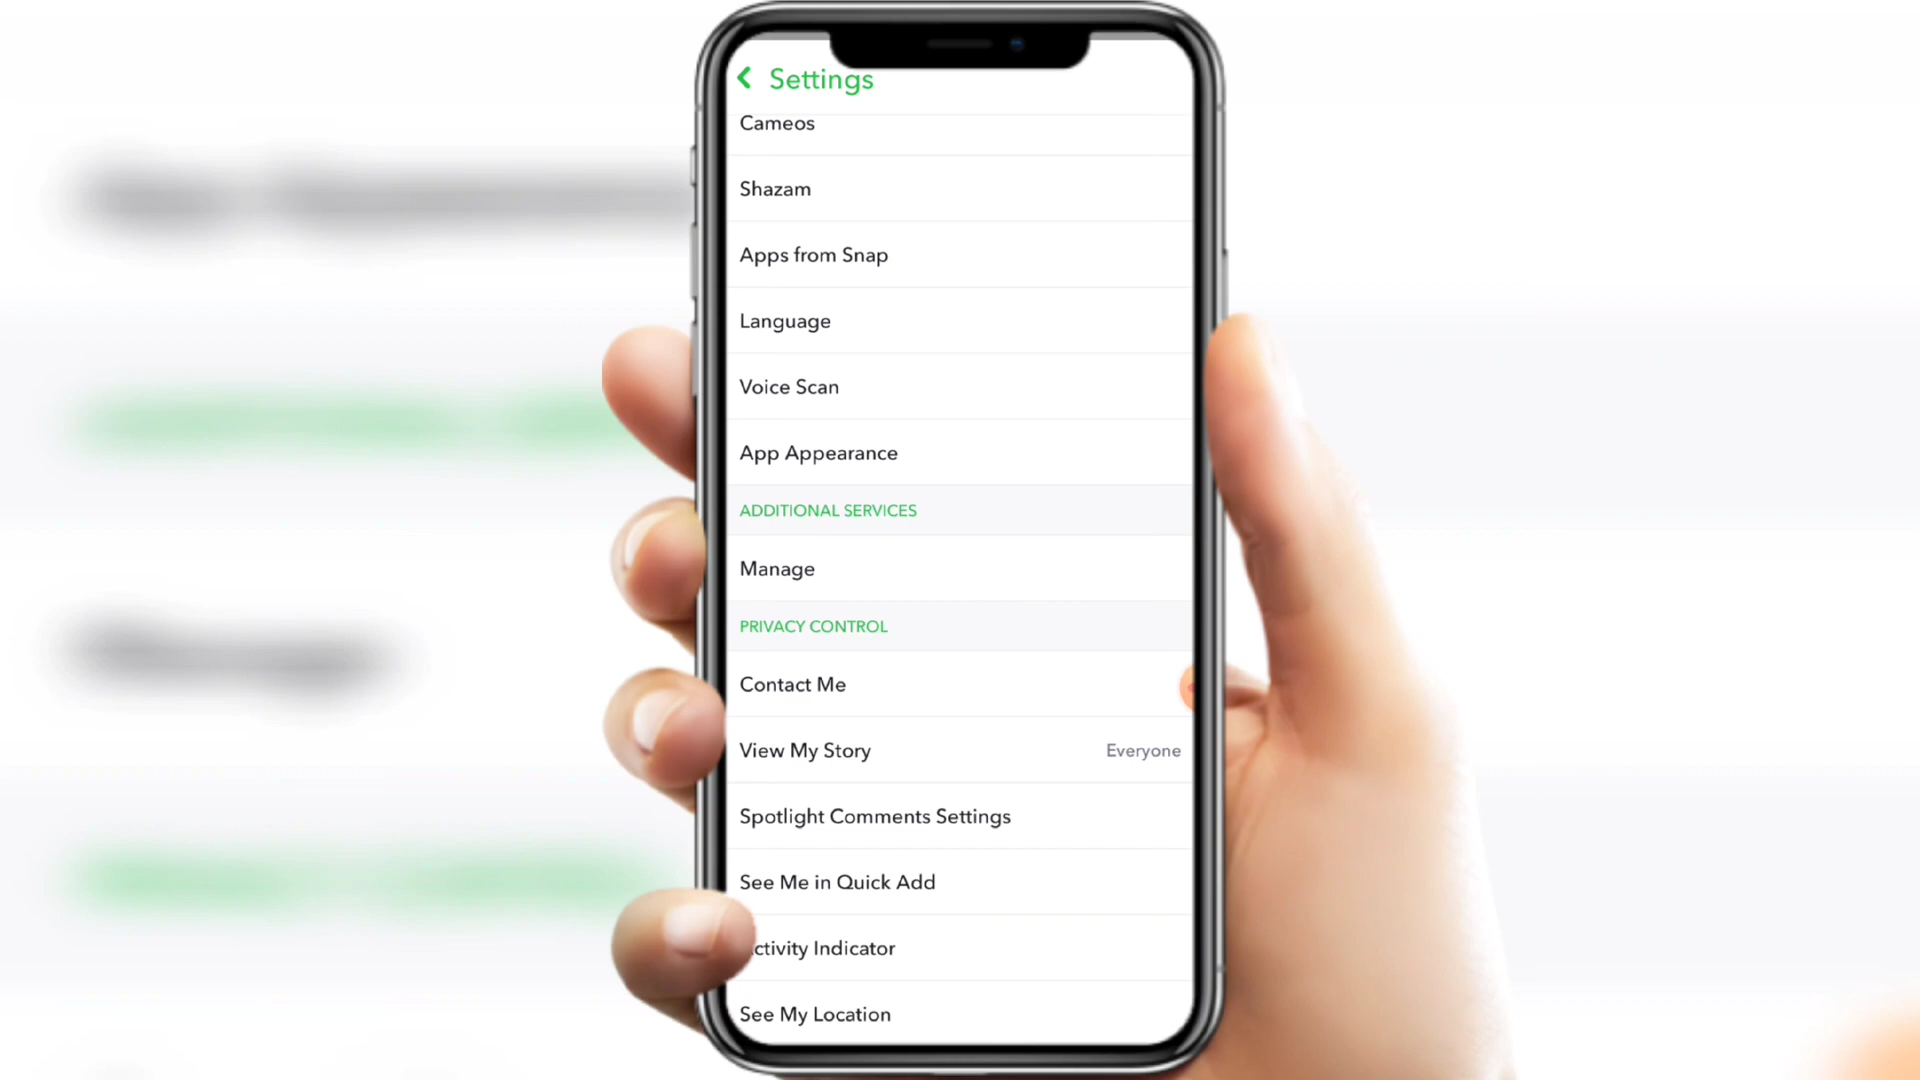 Settings
Cameos
Shazam
Apps from Snap
Language
Voice Scan
App Appearance
ADDITIONAL SERVICES
Manage
PRIVACY CONTROL
Contact Me
View My Story Everyone
Spotlight Comments Settings
See Me in Quick Add
ctivity Indicator
See My Location